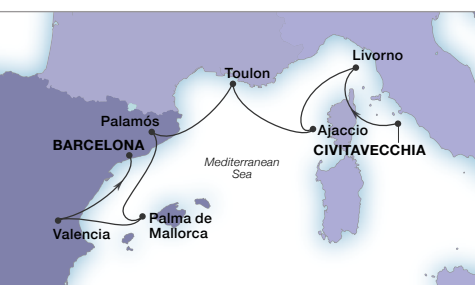 Livorno
Toulon
Palamós
Ajaccio
BARCELONA
CIVITAVECCHIA
Mediterranean
Sea
Palma de
Mallorca
Valencia